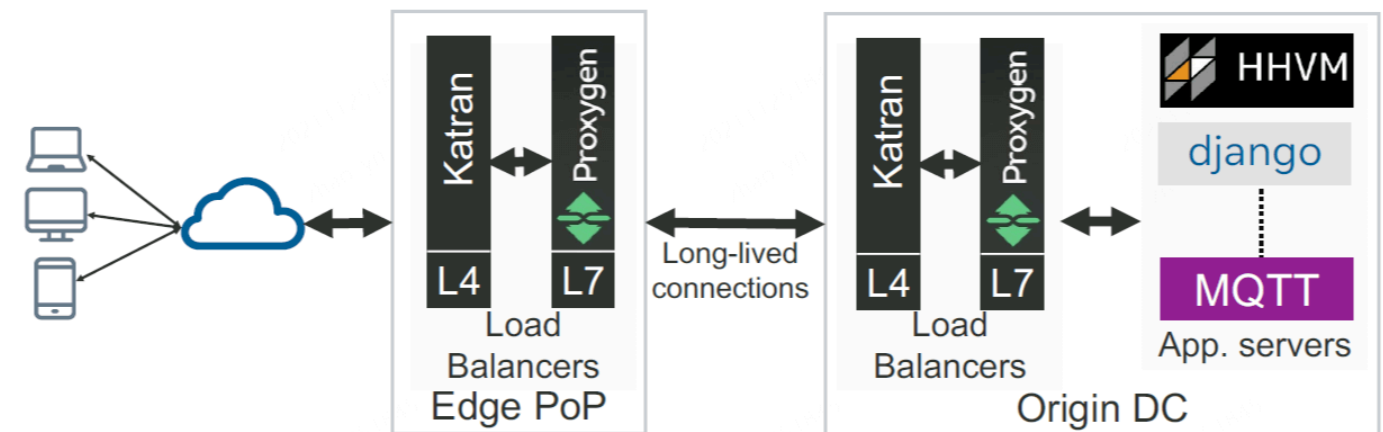 Katran
L4
Proxygen
L7
Load
Balancers
Edge PoP
Long-lived
connections
Katran
L4
Proxygen
L7
Load
Balancers
HHVM
django
MQTT
App. servers
Origin DC